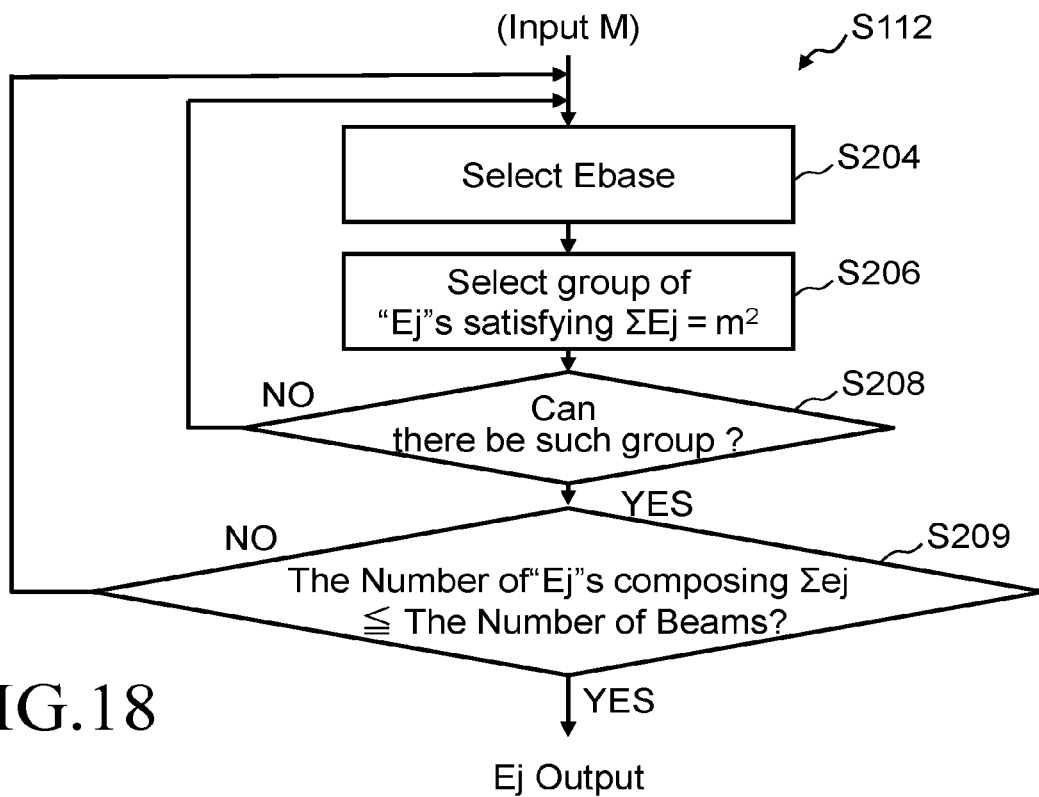 (Input M)
S112
Select Ebase
S204
Select group of
“Ej”s satisfying ΣEj = m²
S206
NO
Can
there be such group ?
S208
YES
NO
The Number of“Ej”s composing Σej
≦ The Number of Beams?
S209
YES
IG.18
Ej Output